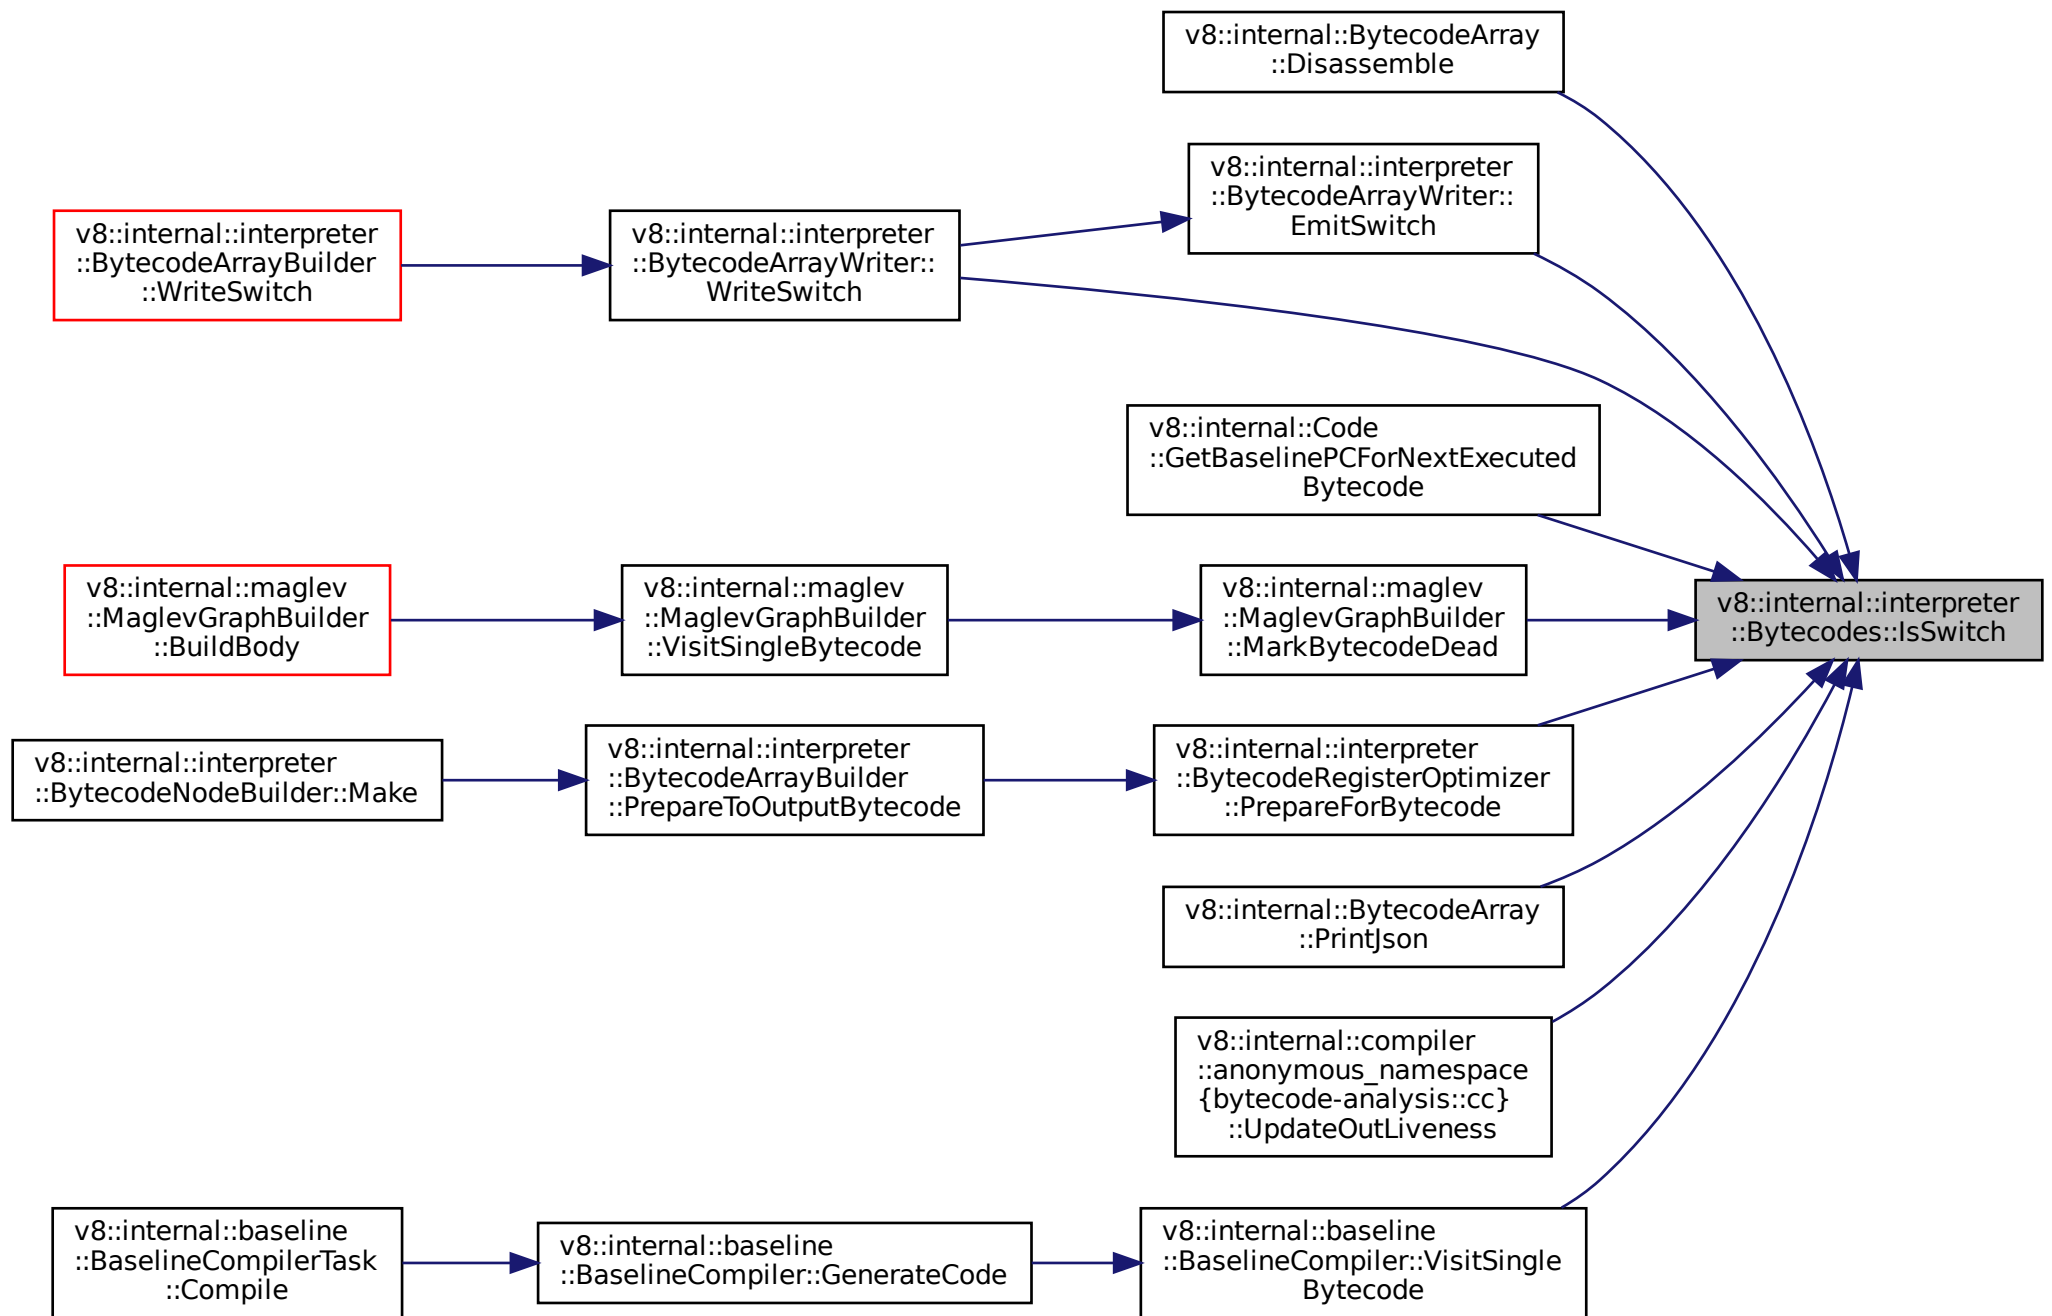 v8::internal::BytecodeArray
::Disassemble
v8::internal::interpreter
::BytecodeArrayWriter::
EmitSwitch
v8::internal::interpreter
::BytecodeArrayBuilder
::WriteSwitch
v8::internal::interpreter
::BytecodeArrayWriter::
WriteSwitch
v8::internal::Code
::GetBaselinePCForNextExecuted
Bytecode
v8::internal::maglev
::MaglevGraphBuilder
::BuildBody
v8::internal::maglev
::MaglevGraphBuilder
::VisitSingleBytecode
v8::internal::maglev
::MaglevGraphBuilder
::MarkBytecodeDead
v8::internal::interpreter
::Bytecodes::IsSwitch
v8::internal::interpreter
::BytecodeNodeBuilder::Make
v8::internal::interpreter
::BytecodeArrayBuilder
::PrepareToOutputBytecode
v8::internal::interpreter
::BytecodeRegisterOptimizer
::PrepareForBytecode
v8::internal::BytecodeArray
::PrintJson
v8::internal::compiler
::anonymous_namespace
{bytecode-analysis::cc}
::UpdateOutLiveness
v8::internal::baseline
::BaselineCompilerTask
::Compile
v8::internal::baseline
::BaselineCompiler::GenerateCode
v8::internal::baseline
::BaselineCompiler::VisitSingle
Bytecode